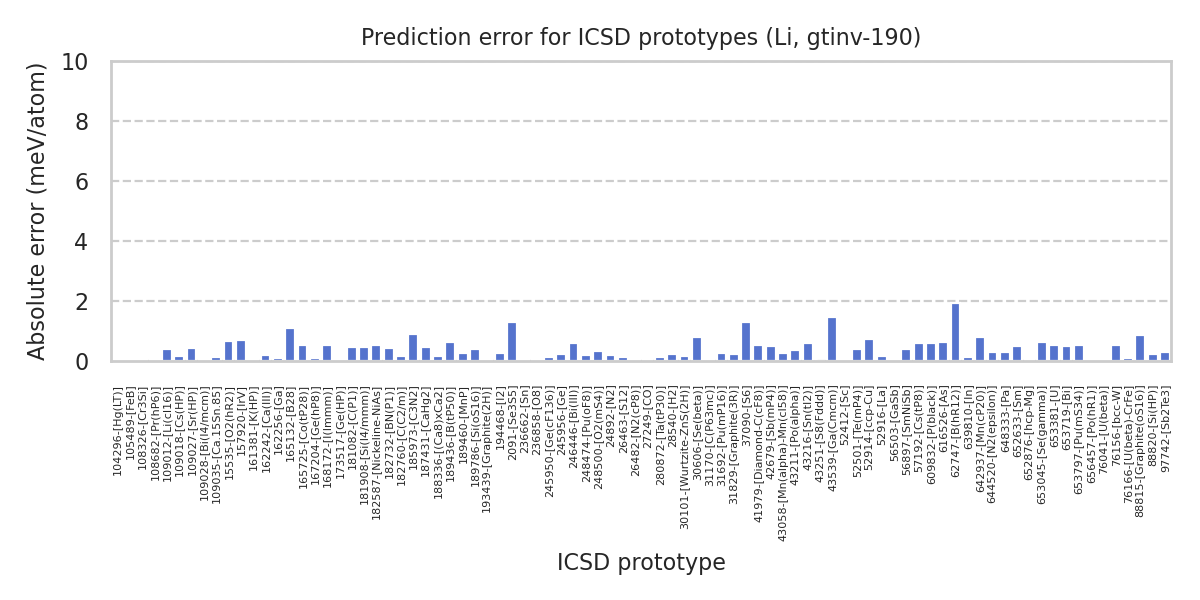 Prediction error for ICSD prototypes (Li, gtinv-190)
Absolute error (meV/atom)
10
8
6
4
2
0
104296-[Hg(LT)]
105489-[FeB]
108326-[Cr3Si]
108682-[Pr(hP6)]
109012-[Li(cI16)]
109018-[Cs(HP)]
109027-[Sr(HP)]
109028-[Bi(I4/mcm)]
109035-[Ca.15Sn.85]
15535-[O2(hR2)]
157920-[IrV]
161381-[K(HP)]
162242-[Ca(III)]
162256-[Ga]
165132-[B28]
165725-[Co(tP28)]
167204-[Ge(hP8)]
168172-[I(Immm)]
173517-[Ge(HP)]
181082-[C(P1)]
181908-[Si(I4/mmm)]
182587-[Nickeline-NiAs]
182732-[BN(P1)]
182760-[C(C2/m)]
185973-[C3N2]
187431-[CaHg2]
188336-[(Ca8)xCa2]
189436-[B(tP50)]
189460-[MnP]
189786-[Si(oS16)]
193439-[Graphite(2H)]
194468-[I2]
2091-[Se3S5]
236662-[Sn]
236858-[O8]
245950-[Ge(cF136)]
245956-[Ge]
246446-[Bi(III)]
248474-[Pu(oF8)]
248500-[O2(mS4)]
24892-[N2]
26463-[S12]
26482-[N2(cP8)]
27249-[CO]
280872-[Ta(tP30)]
28540-[H2]
30101-[Wurtzite-ZnS(2H)]
30606-[Se(beta)]
31170-[C(P63mc)]
31692-[Pu(mP16)]
31829-[Graphite(3R)]
37090-[S6]
41979-[Diamond-C(cF8)]
42679-[Sb(mP4)]
43058-[Mn(alpha)-Mn(cI58)]
43211-[Po(alpha)]
43216-[Sn(tI2)]
43251-[S8(Fddd)]
43539-[Ga(Cmcm)]
52412-[Sc]
52501-[Te(mP4)]
52914-[ccp-Cu]
52916-[La]
56503-[GaSb]
56897-[SmNiSb]
57192-[Cs(tP8)]
609832-[P(black)]
616526-[As]
62747-[B(hR12)]
639810-[In]
642937-[Mn(cP20)]
644520-[N2(epsilon)]
648333-[Pa]
652633-[Sm]
652876-[hcp-Mg]
653045-[Se(gamma)]
653381-[U]
653719-[Bi]
653797-[Pu(mS34)]
656457-[Po(hR1)]
76041-[U(beta)]
76156-[bcc-W]
76166-[U(beta)-CrFe]
88815-[Graphite(oS16)]
88820-[Si(HP)]
97742-[Sb2Te3]
ICSD prototype